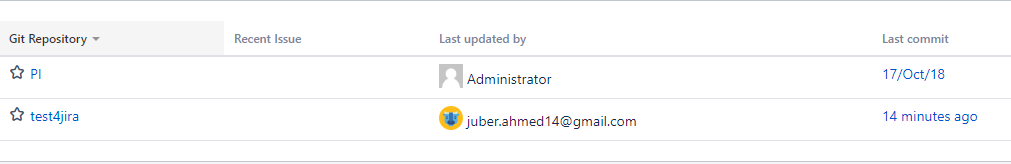 Git Repository Recent Issue Last updated by Last commit
PI Administrator 17/Oct/18
test4jira juber.ahmed14@gmail.com 14 minutes ago